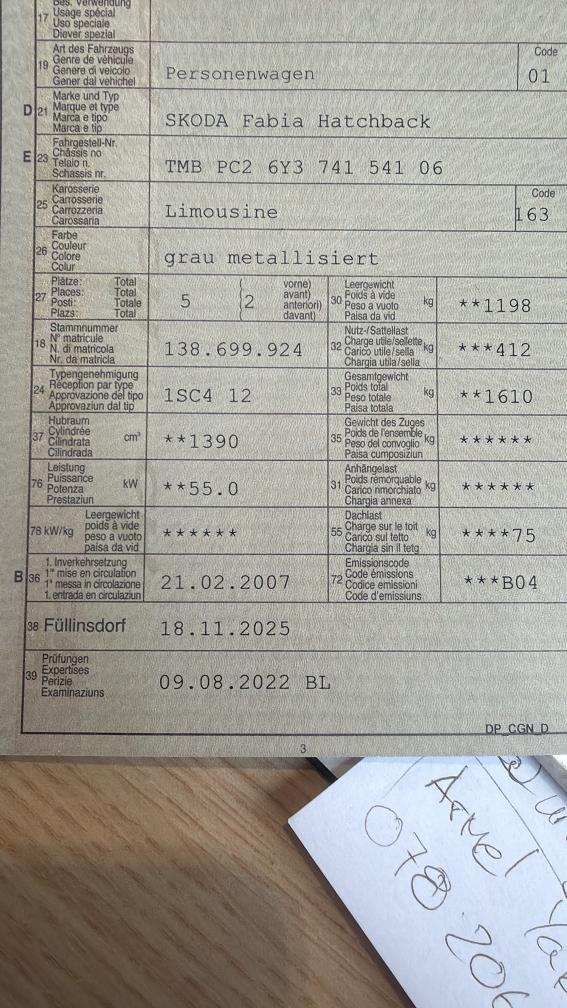 Bes. Verwendung
17 Usage spécial
Uso speciale
Diever spezial
Art des Fahrzeugs
Genre de véhicule
19 Genere di veicolo
Gener dal vehichel
Personenwagen
Code
01
Marke und Typ
D 21 Marque et type
Marca e tipo
Marca e tip
SKODA Fabia Hatchback
Fahrgestell-Nr.
E 23 Châssis no
Telaio n.
Schassis nr.
TMB PC2 6Y3 741 541 06
Karosserie
25 Carrosserie
Carrozzeria
Carossaria
Limousine
Code
163
Farbe
26 Couleur
Colore
Colur
grau metallisiert
Plätze: Total
27 Places: Total
Posti: Totale
Plazs: Total
5
2
vorne)
avant)
anteriori)
davant)
Leergewicht
30 Poids à vide kg
Peso a vuoto
Paisa da vid
**1198
Stammnummer
18 N° matricule
N. di matricola
Nr. da matricla
138.699.924
Nutz-/Sattellast
32 Charge utile/sellette kg
Carico utile/sella
Chargia utila/sella
***412
Typengenehmigung
24 Réception par type
Approvazione del tipo
Approvaziun dal tip
1SC4 12
Gesamtgewicht
33 Poids total kg
Peso totale
Paisa totala
**1610
Hubraum
37 Cylindrée cm³
Cilindrata
Cilindrada
**1390
Gewicht des Zuges
35 Poids de l'ensemble kg
Peso del convoglio
Paisa cumposiziun
******
Leistung
76 Puissance kW
Potenza
Prestaziun
**55.0
Anhängelast
31 Poids remorquable kg
Carico rimorchiato
Chargia annexa
******
Leergewicht
78 kW/kg poids à vide
peso a vuoto
paisa da vid
******
Dachlast
55 Charge sur le toit kg
Carico sul tetto
Chargia sin il tetg
****75
1. Inverkehrsetzung
B 36 1re mise en circulation
1a messa in circolazione
1. entrada en circulaziun
21.02.2007
Emissionscode
72 Code émissions
Codice emissioni
Code d'emissiuns
***B04
38 Füllinsdorf
18.11.2025
Prüfungen
39 Expertises
Perizie
Examinaziuns
09.08.2022 BL
DP_CGN_D
3
078 20